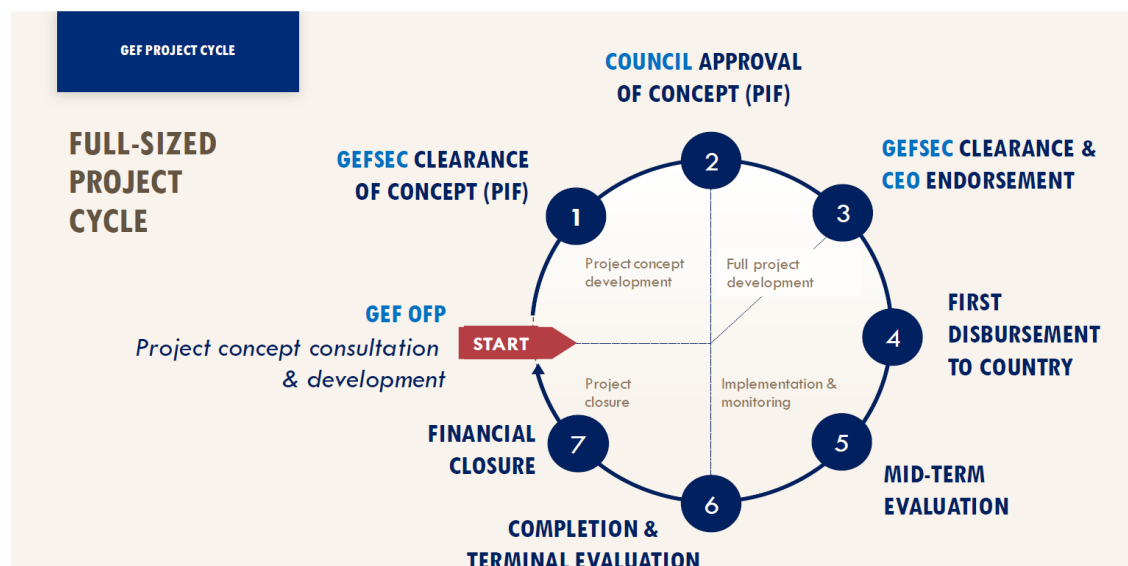 GEF PROJECT CYCLE
FULL-SIZED
PROJECT
CYCLE
COUNCIL APPROVAL
OF CONCEPT (PIF)
GEFSEC CLEARANCE
OF CONCEPT (PIF)
GEFSEC CLEARANCE &
CEO ENDORSEMENT
1
2
3
Project concept
development
Full project
development
GEF OFP
Project concept consultation
& development
START
4
FIRST
DISBURSEMENT
TO COUNTRY
Project
closure
Implementation &
monitoring
FINANCIAL
CLOSURE
7
5
MID-TERM
EVALUATION
6
COMPLETION &
TERMINAL EVALUATION